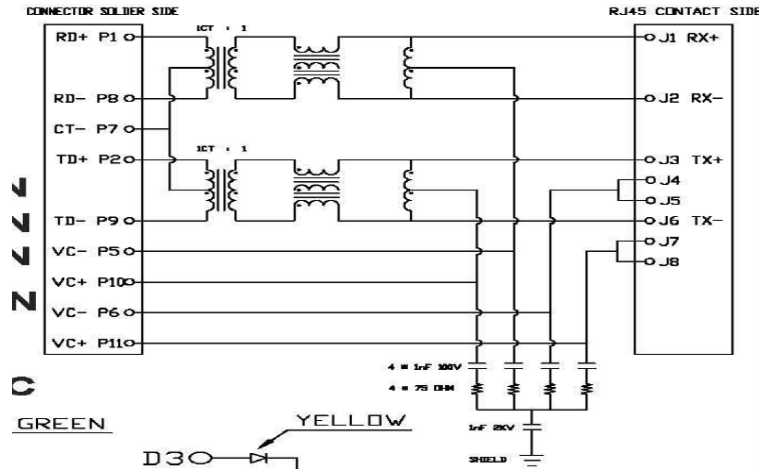 CONNECTOR SOLDER SIDE
RJ45 CONTACT SIDE
RD+ P1
1CT : 1
J1 RX+
RD- P8
J2 RX-
CT- P7
TD+ P2
1CT : 1
J3 TX+
J4
J5
TD- P9
J6 TX-
VC- P5
J7
J8
VC+ P10
VC- P6
VC+ P11
4 * 1nF 100V
4 * 75 OHM
1nF 2KV
SHIELD
GREEN
YELLOW
D3